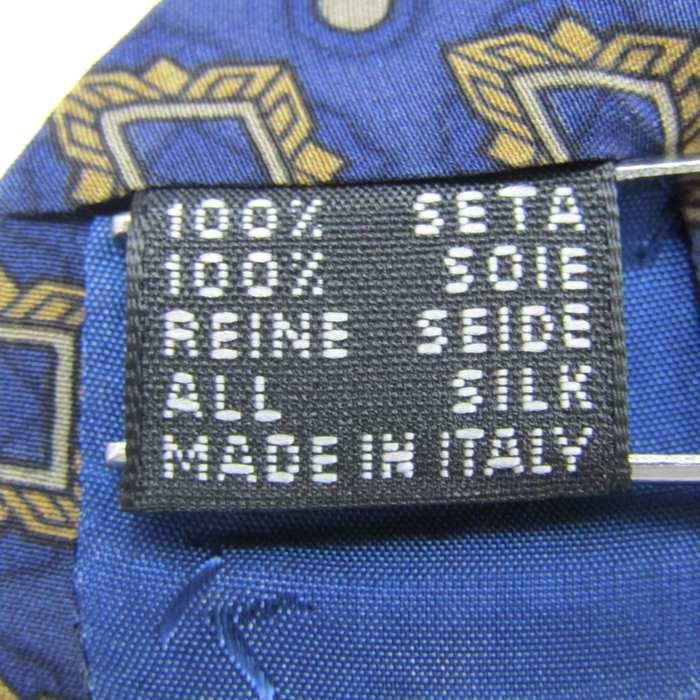 100% SETA
100% SOIE
REINE SEIDE
ALL SILK
MADE IN ITALY